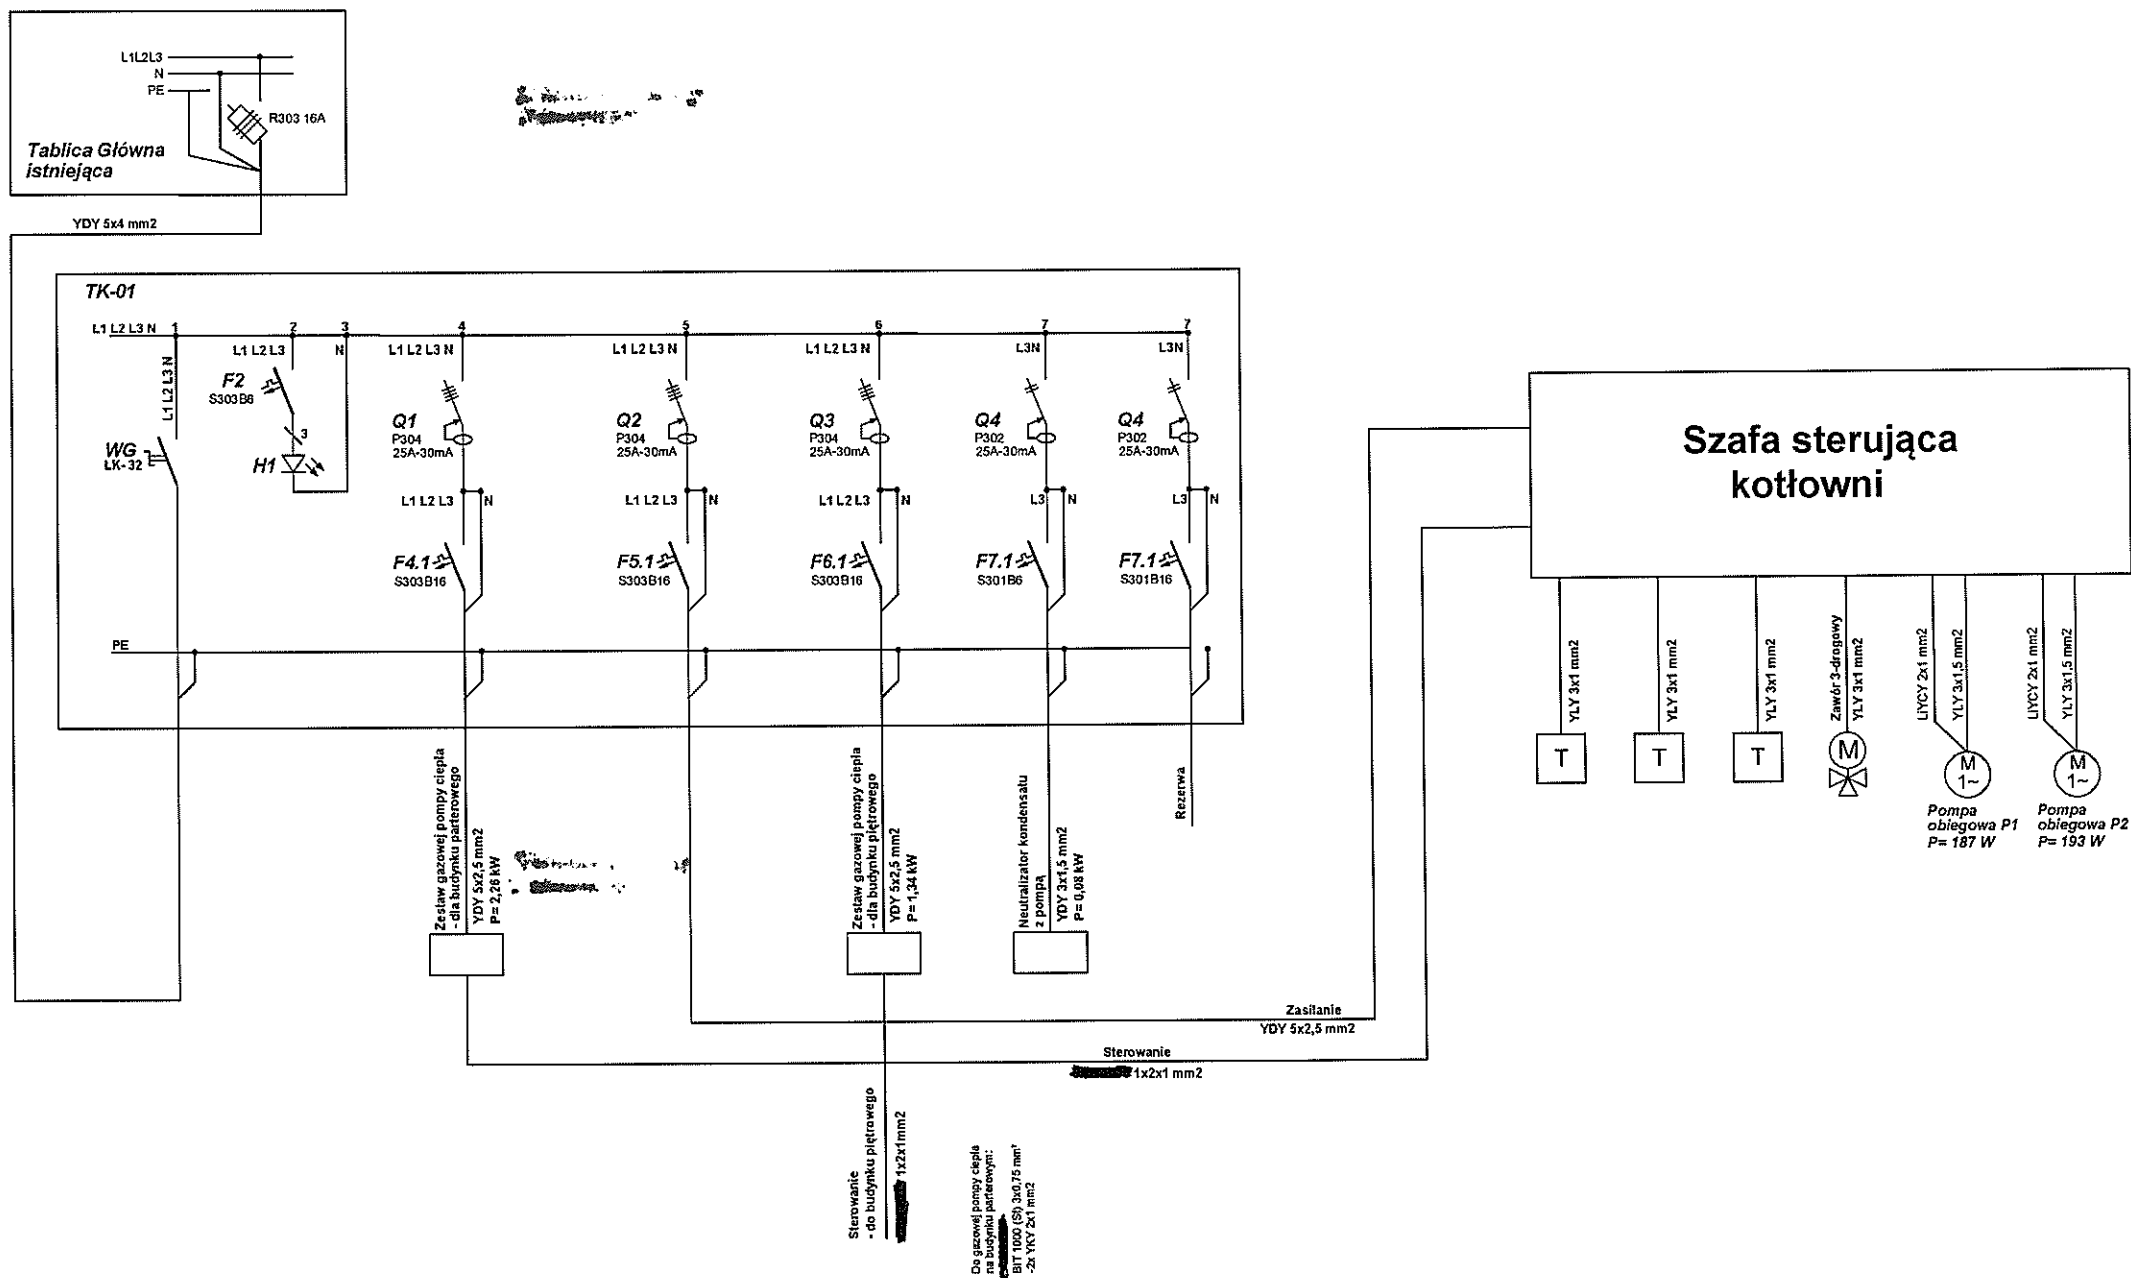 L1L2L3
N
PE
R303 16A
Tablica Główna
istniejąca
YDY 5x4 mm2
TK-01
L1 L2 L3 N
1
2
3
4
5
6
7
7
L1 L2 L3 N
L1 L2 L3
N
L1 L2 L3 N
L1 L2 L3 N
L1 L2 L3 N
L3N
L3N
WG
LK-32
F2
S303B6
3
H1
Q1
P304
25A-30mA
Q2
P304
25A-30mA
Q3
P304
25A-30mA
Q4
P302
25A-30mA
Q4
P302
25A-30mA
L1 L2 L3
N
L1 L2 L3
N
L1 L2 L3
N
L3
N
L3
N
F4.1
S303B16
F5.1
S303B16
F6.1
S303B16
F7.1
S301B6
F7.1
S301B16
PE
Zestaw gazowej pompy ciepła
- dla budynku parterowego
YDY 5x2,5 mm2
P= 2,26 kW
Zestaw gazowej pompy ciepła
- dla budynku piętrowego
YDY 5x2,5 mm2
P= 1,34 kW
Neutralizator kondensatu
z pompą
YDY 3x1,5 mm2
P= 0,08 kW
Rezerwa
Zasilanie
YDY 5x2,5 mm2
Sterowanie
1x2x1 mm2
Sterowanie
- do budynku piętrowego
1x2x1mm2
Do gazowej pompy ciepła
na budynku parterowym:
BIT 1000 (St) 3x0,75 mm²
-2x YKY 2x1 mm2
Szafa sterująca
kotłowni
YLY 3x1 mm2
T
YLY 3x1 mm2
T
YLY 3x1 mm2
T
Zawór 3-drogowy
YLY 3x1 mm2
M
LIYCY 2x1 mm2
YLY 3x1,5 mm2
M
1~
Pompa
obiegowa P1
P= 187 W
LIYCY 2x1 mm2
YLY 3x1,5 mm2
M
1~
Pompa
obiegowa P2
P= 193 W